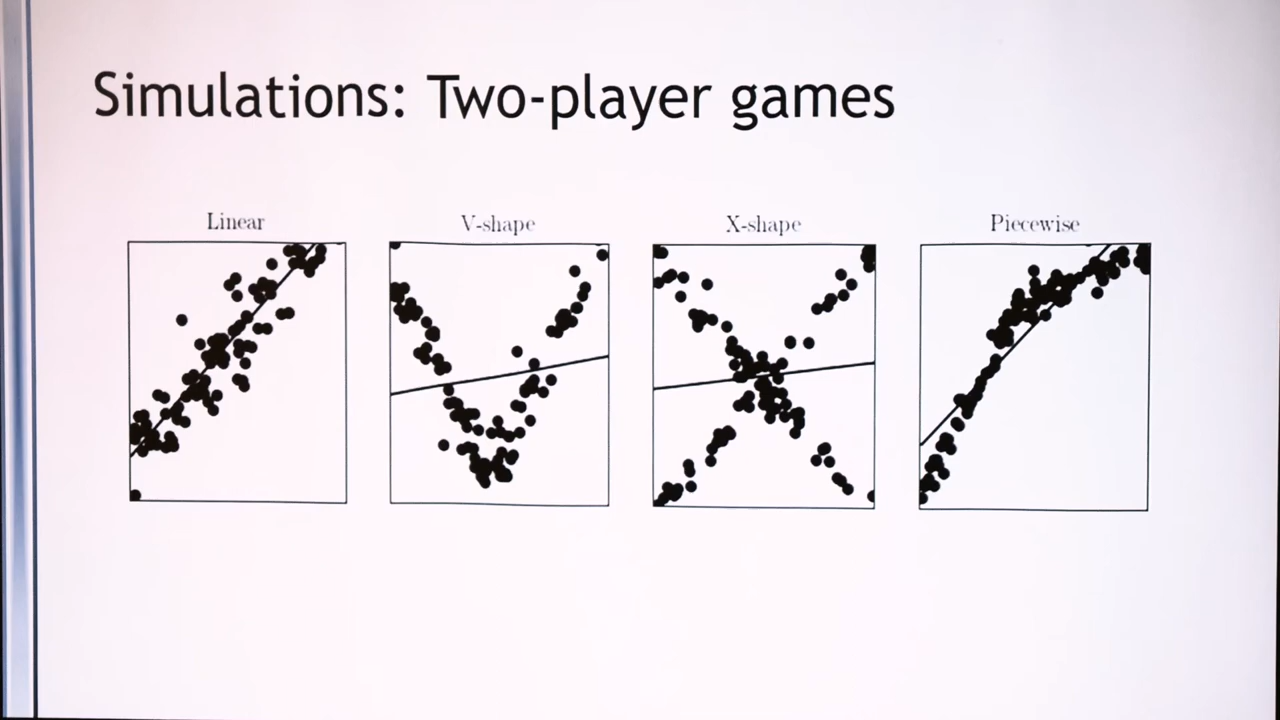 Simulations: Two-player games
Linear
V-shape
X-shape
Piecewise